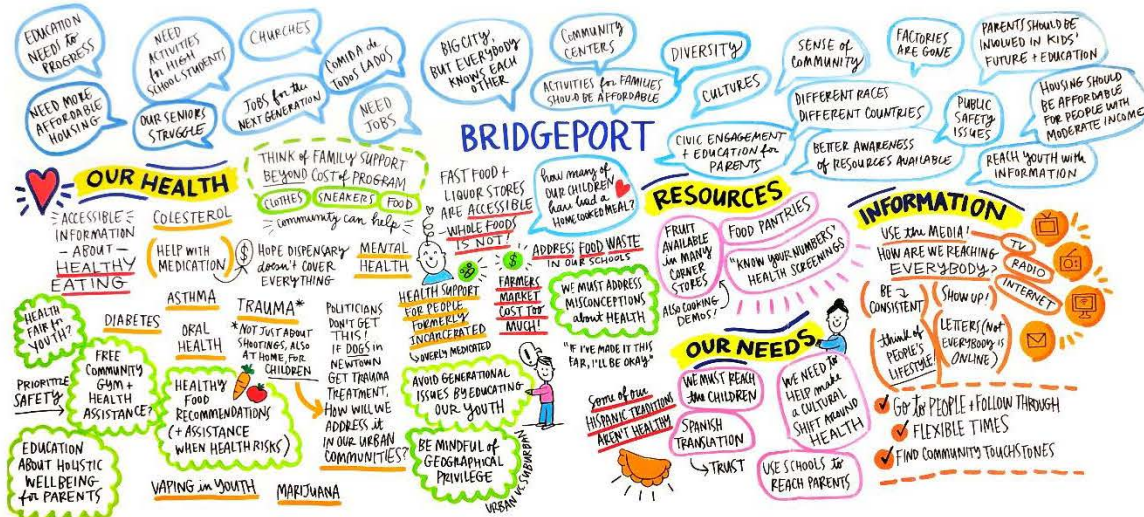 EDUCATION
NEEDS to
PROGRESS
NEED
ACTIVITIES
for HIGH
SCHOOL STUDENTS
CHURCHES
COMIDA de
TODOS LADOS
BIG CITY,
BUT EVERYBODY
KNOWS EACH
OTHER
COMMUNITY
CENTERS
DIVERSITY
SENSE of
COMMUNITY
FACTORIES
ARE GONE
PARENTS SHOULD BE
INVOLVED IN KIDS'
FUTURE + EDUCATION
NEED MORE
AFFORDABLE
HOUSING
OUR SENIORS
STRUGGLE
JOBS for the
NEXT GENERATION
NEED
JOBS
ACTIVITIES for FAMILIES
SHOULD BE AFFORDABLE
CULTURES
DIFFERENT RACES
DIFFERENT COUNTRIES
PUBLIC
SAFETY
ISSUES
HOUSING SHOULD
BE AFFORDABLE
FOR PEOPLE WITH
MODERATE INCOME
BRIDGEPORT
CIVIC ENGAGEMENT
+ EDUCATION for
PARENTS
BETTER AWARENESS
of RESOURCES AVAILABLE
REACH YOUTH with
INFORMATION
OUR HEALTH
THINK of FAMILY SUPPORT
BEYOND COST of PROGRAM
CLOTHES
SNEAKERS
FOOD
community can help
ACCESSIBLE
INFORMATION
ABOUT
HEALTHY
EATING
COLESTEROL
HELP WITH
MEDICATION
$
HOPE DISPENSARY
doesn't COVER
EVERYTHING
MENTAL
HEALTH
ASTHMA
DIABETES
ORAL
HEALTH
TRAUMA*
*NOT JUST ABOUT
SHOOTINGS, ALSO
AT HOME, FOR
CHILDREN
POLITICIANS
DON'T GET
THIS!
IF DOGS in
NEWTOWN
GET TRAUMA
TREATMENT,
HOW WILL WE
ADDRESS it
IN OUR URBAN
COMMUNITIES?
HEALTH
FAIR for
YOUTH?
PRIORITIZE
SAFETY
FREE
COMMUNITY
GYM +
HEALTH
ASSISTANCE?
HEALTHY
FOOD
RECOMMENDATIONS
(+ ASSISTANCE
WHEN HEALTH RISKS)
EDUCATION
ABOUT HOLISTIC
WELLBEING
for PARENTS
VAPING in YOUTH
MARIJUANA
FAST FOOD +
LIQUOR STORES
ARE ACCESSIBLE
WHOLE FOODS
IS NOT!
how many of
OUR CHILDREN
have had a
HOME COOKED MEAL?
ADDRESS FOOD WASTE
IN OUR SCHOOLS
HEALTH SUPPORT
FOR PEOPLE
FORMERLY
INCARCERATED
OVERLY MEDICATED
$
FARMERS
MARKET
COST TOO
MUCH!
WE MUST ADDRESS
MISCONCEPTIONS
about HEALTH
"IF I'VE MADE IT THIS
FAR, I'LL BE OKAY"
AVOID GENERATIONAL
ISSUES BY EDUCATING
OUR YOUTH
!
BE MINDFUL of
GEOGRAPHICAL
PRIVILEGE
URBAN VS. SUBURBAN
RESOURCES
FRUIT
AVAILABLE
in MANY
CORNER
STORES
Also COOKING
DEMOS!
FOOD PANTRIES
"KNOW YOUR NUMBERS"
HEALTH SCREENINGS
OUR NEEDS
Some of our
HISPANIC TRADITIONS
AREN'T HEALTHY
WE MUST REACH
the CHILDREN
SPANISH
TRANSLATION
TRUST
WE NEED to
HELP MAKE
A CULTURAL
SHIFT AROUND
HEALTH
USE SCHOOLS to
REACH PARENTS
INFORMATION
USE the MEDIA!
HOW ARE WE REACHING
EVERYBODY?
TV
RADIO
INTERNET
BE
CONSISTENT
SHOW UP!
think of
PEOPLE'S
LIFESTYLE!
LETTERS (NOT
EVERYBODY IS
ONLINE)
GO to PEOPLE + FOLLOW THROUGH
FLEXIBLE TIMES
FIND COMMUNITY TOUCHSTONES